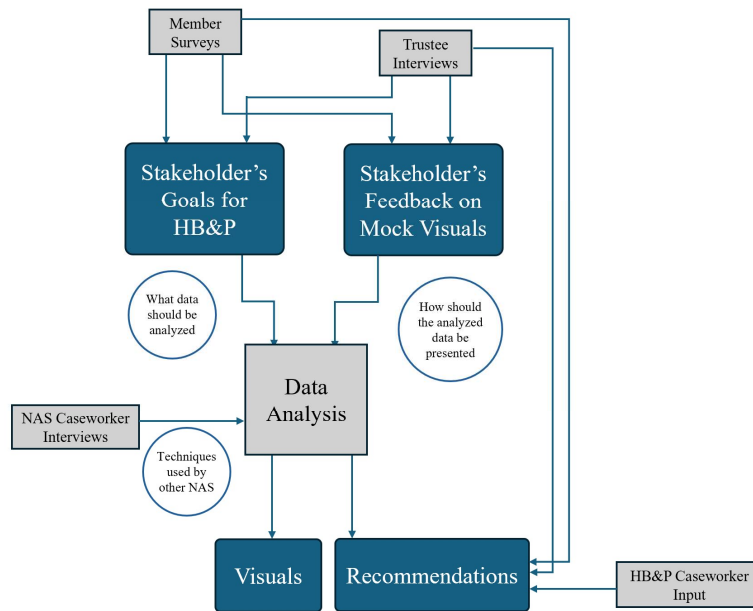 Member
Surveys
Trustee
Interviews
Stakeholder's
Goals for
HB&P
Stakeholder's
Feedback on
Mock Visuals
What data
should be
analyzed
How should
the analyzed
data be
presented
Data
Analysis
NAS Caseworker
Interviews
Techniques
used by
other NAS
Visuals
Recommendations
HB&P Caseworker
Input